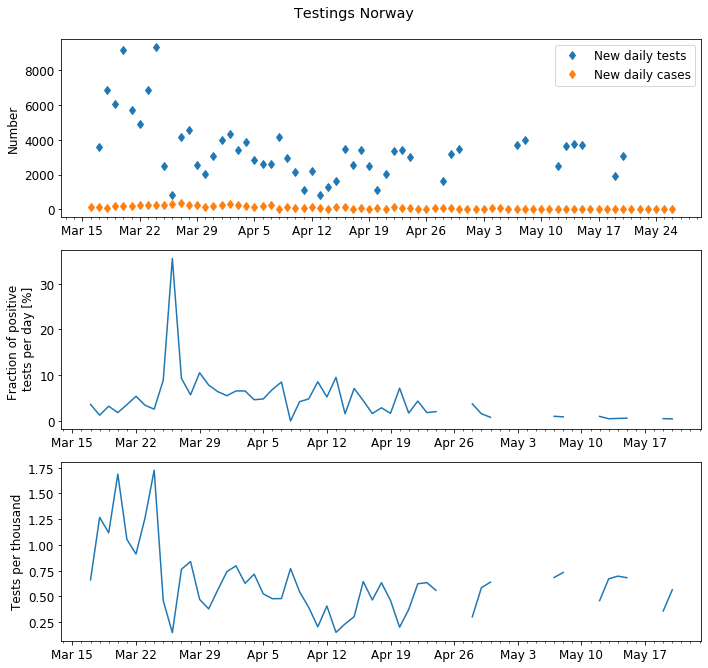 Testings Norway
Number
8000
6000
4000
2000
0
New daily tests
New daily cases
Mar 15 Mar 22 Mar 29 Apr 5 Apr 12 Apr 19 Apr 26 May 3 May 10 May 17 May 24
Fraction of positive
tests per day [%]
30
20
10
0
Mar 15 Mar 22 Mar 29 Apr 5 Apr 12 Apr 19 Apr 26 May 3 May 10 May 17
Tests per thousand
1.75
1.50
1.25
1.00
0.75
0.50
0.25
Mar 15 Mar 22 Mar 29 Apr 5 Apr 12 Apr 19 Apr 26 May 3 May 10 May 17